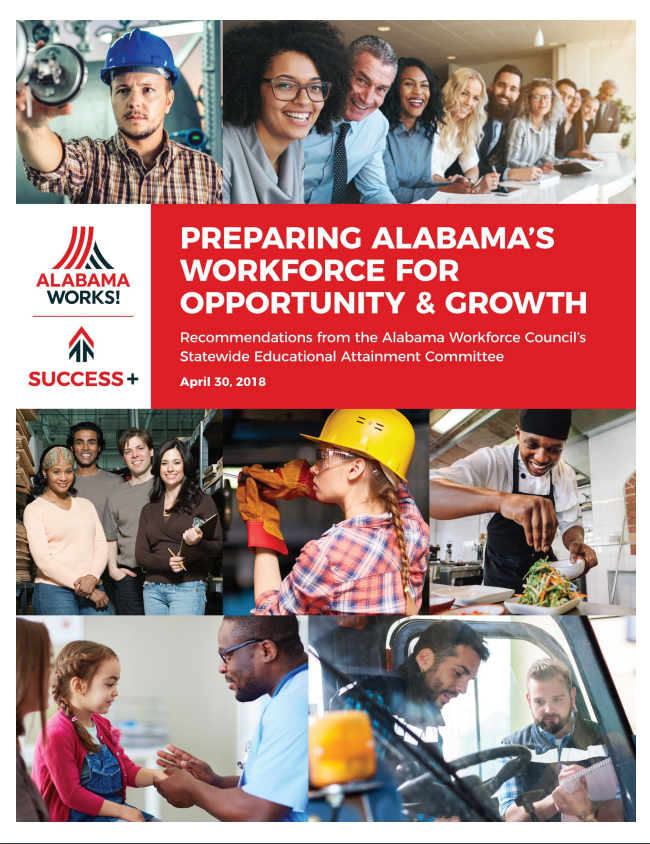 ALABAMA
WORKS!
SUCCESS+
PREPARING ALABAMA'S
WORKFORCE FOR
OPPORTUNITY & GROWTH
Recommendations from the Alabama Workforce Council's
Statewide Educational Attainment Committee
April 30, 2018